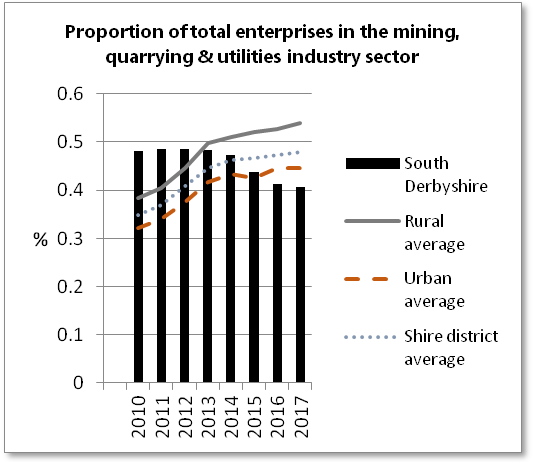 Proportion of total enterprises in the mining,
quarrying & utilities industry sector
0.6
0.5
0.4
0.3
0.2
0.1
0
%
2010
2011
2012
2013
2014
2015
2016
2017
South
Derbyshire
Rural
average
Urban
average
Shire district
average